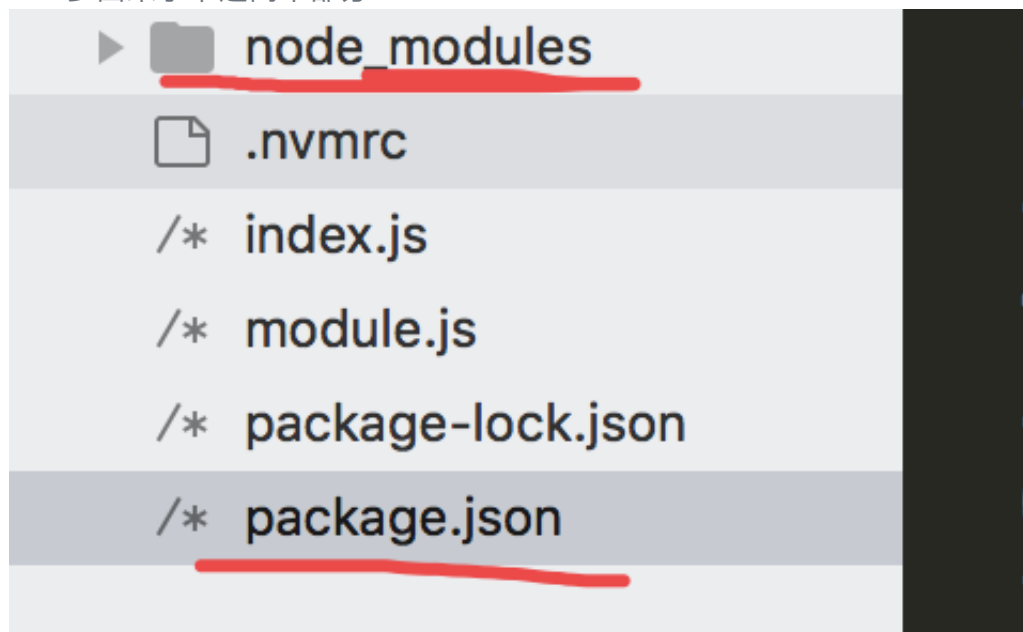 node_modules
.nvmrc
/* index.js
/* module.js
/* package-lock.json
/* package.json